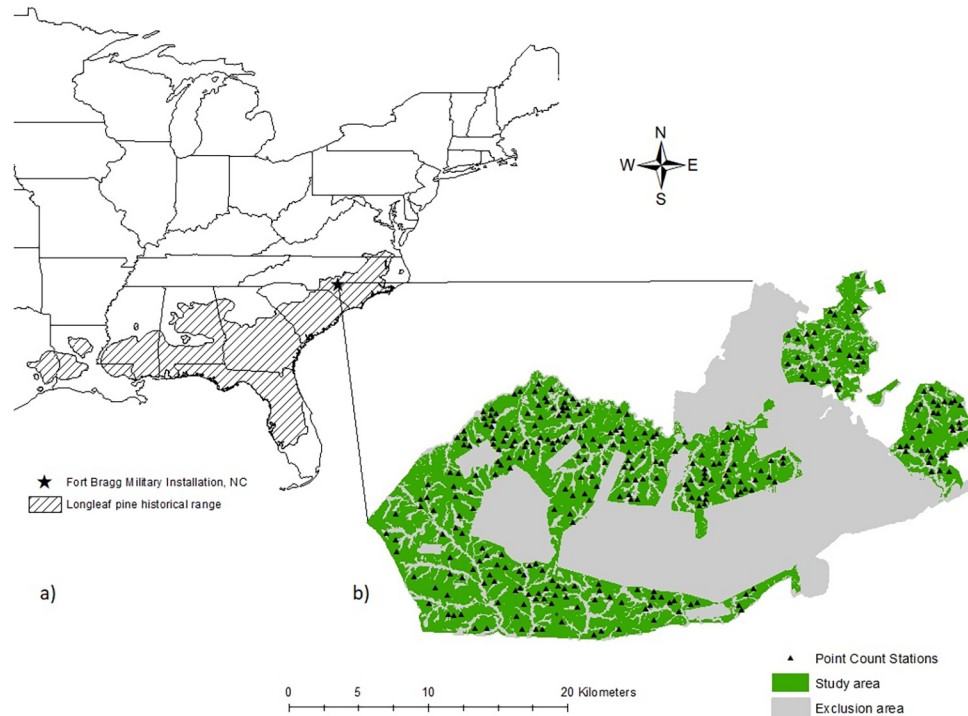 N
W E
S
Fort Bragg Military Installation, NC
Longleaf pine historical range
a)
b)
Point Count Stations
Study area
Exclusion area
0 5 10 20 Kilometers